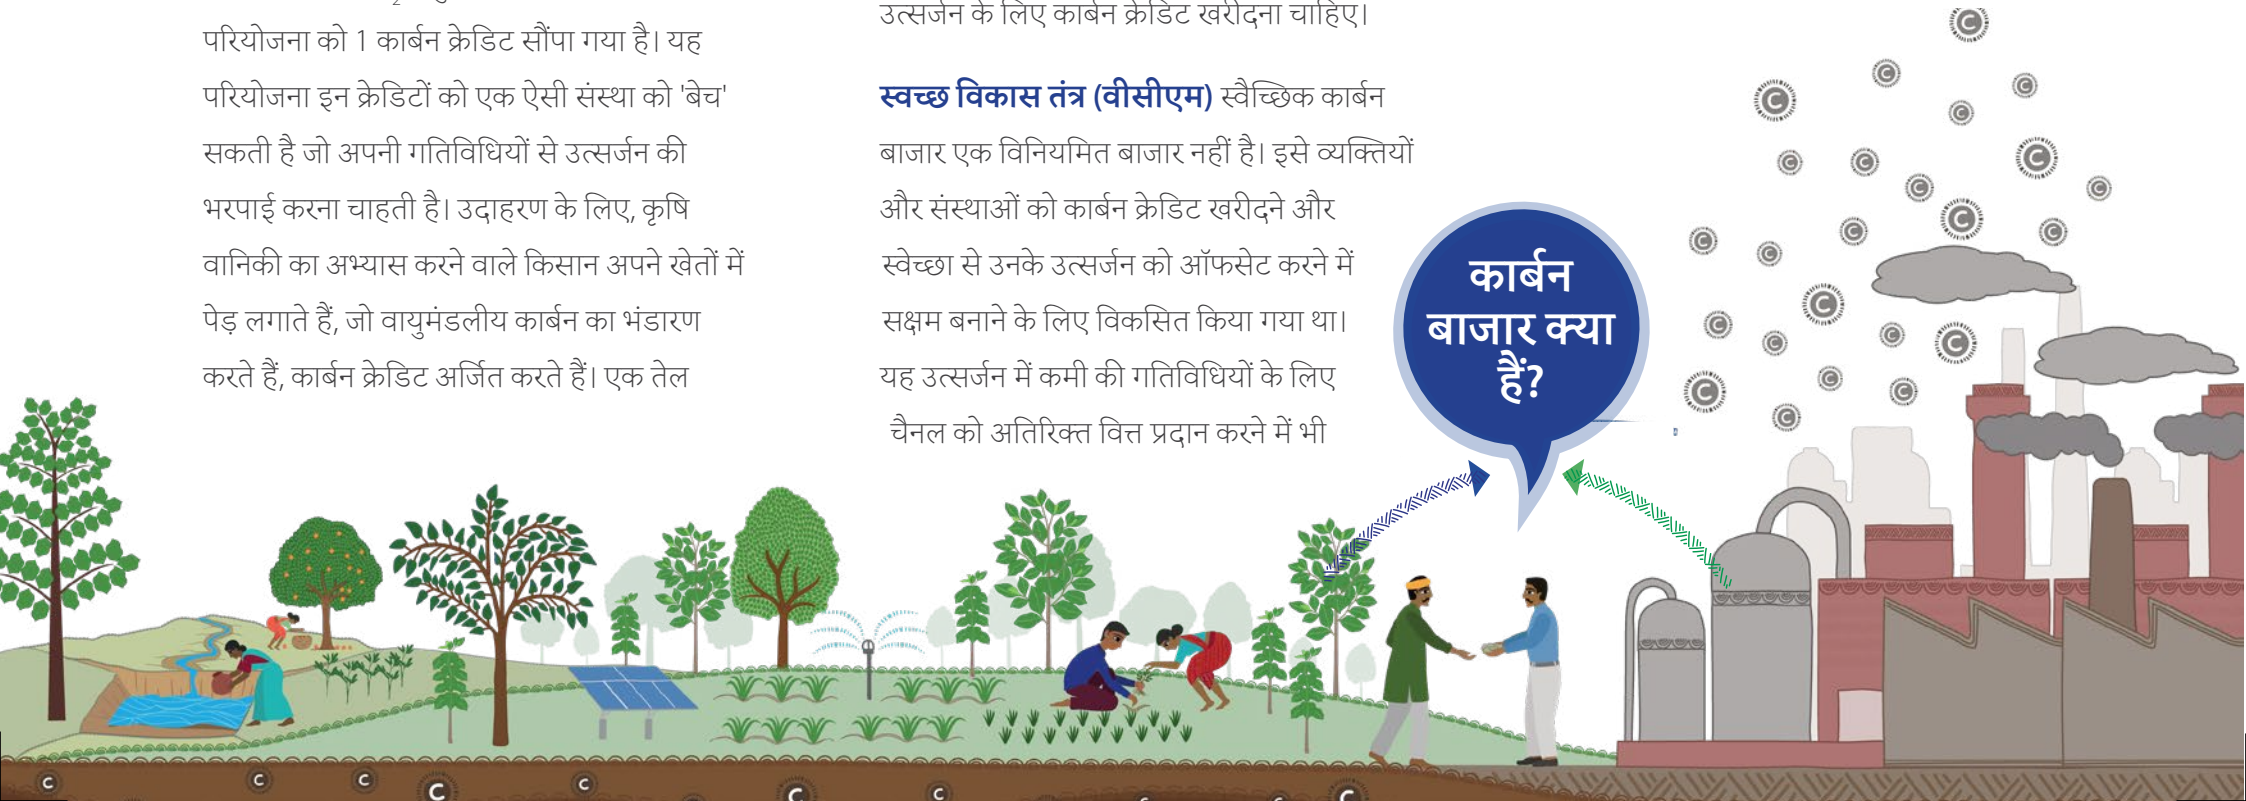 परियोजना को 1 कार्बन क्रेडिट सौंपा गया है। यह
परियोजना इन क्रेडिटों को एक ऐसी संस्था को 'बेच'
सकती है जो अपनी गतिविधियों से उत्सर्जन की
भरपाई करना चाहती है। उदाहरण के लिए, कृषि
वानिकी का अभ्यास करने वाले किसान अपने खेतों में
पेड़ लगाते हैं, जो वायुमंडलीय कार्बन का भंडारण
करते हैं, कार्बन क्रेडिट अर्जित करते हैं। एक तेल
उत्सर्जन के लिए कार्बन क्रेडिट खरीदना चाहिए।
स्वच्छ विकास तंत्र (वीसीएम) स्वैच्छिक कार्बन
बाजार एक विनियमित बाजार नहीं है। इसे व्यक्तियों
और संस्थाओं को कार्बन क्रेडिट खरीदने और
स्वेच्छा से उनके उत्सर्जन को ऑफसेट करने में
सक्षम बनाने के लिए विकसित किया गया था।
यह उत्सर्जन में कमी की गतिविधियों के लिए
चैनल को अतिरिक्त वित्त प्रदान करने में भी
कार्बन
बाजार क्या
हैं?